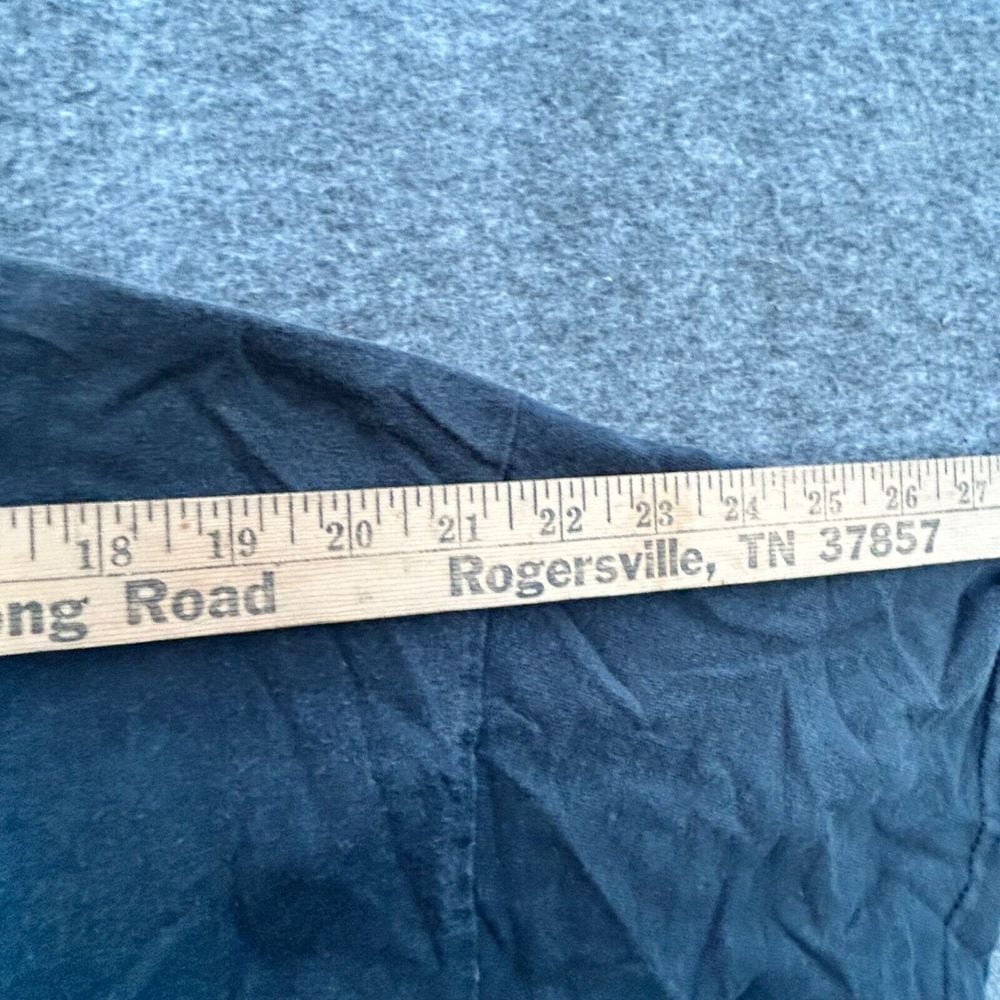 18 19 20 21 22 23 24 25 26 27
ong Road Rogersville, TN 37857